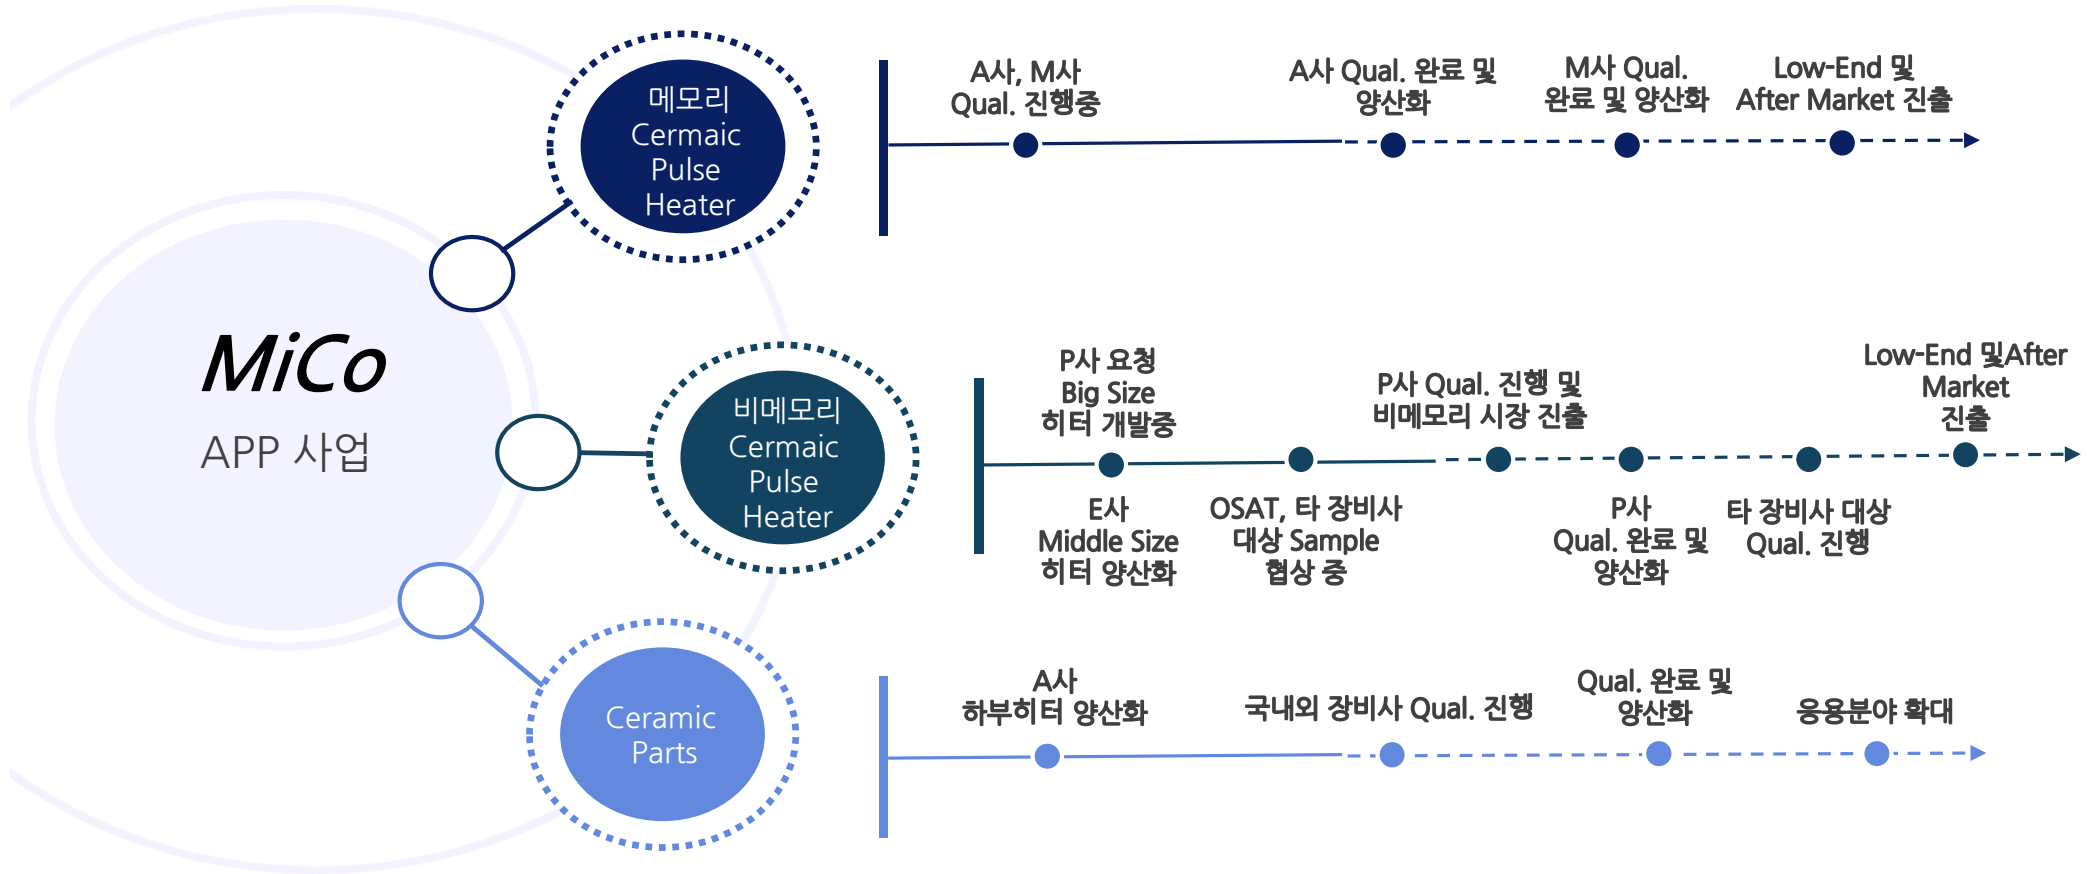 MiCo
APP 사업
메모리
Cermaic
Pulse
Heater
A사, M사
Qual. 진행중
A사 Qual. 완료 및
양산화
M사 Qual.
완료 및 양산화
Low-End 및
After Market 진출
비메모리
Cermaic
Pulse
Heater
P사 요청
Big Size
히터 개발중
E사
Middle Size
히터 양산화
OSAT, 타 장비사
대상 Sample
협상 중
P사 Qual. 진행 및
비메모리 시장 진출
P사
Qual. 완료 및
양산화
타 장비사 대상
Qual. 진행
Low-End 및After
Market
진출
Ceramic
Parts
A사
하부히터 양산화
국내외 장비사 Qual. 진행
Qual. 완료 및
양산화
응용분야 확대